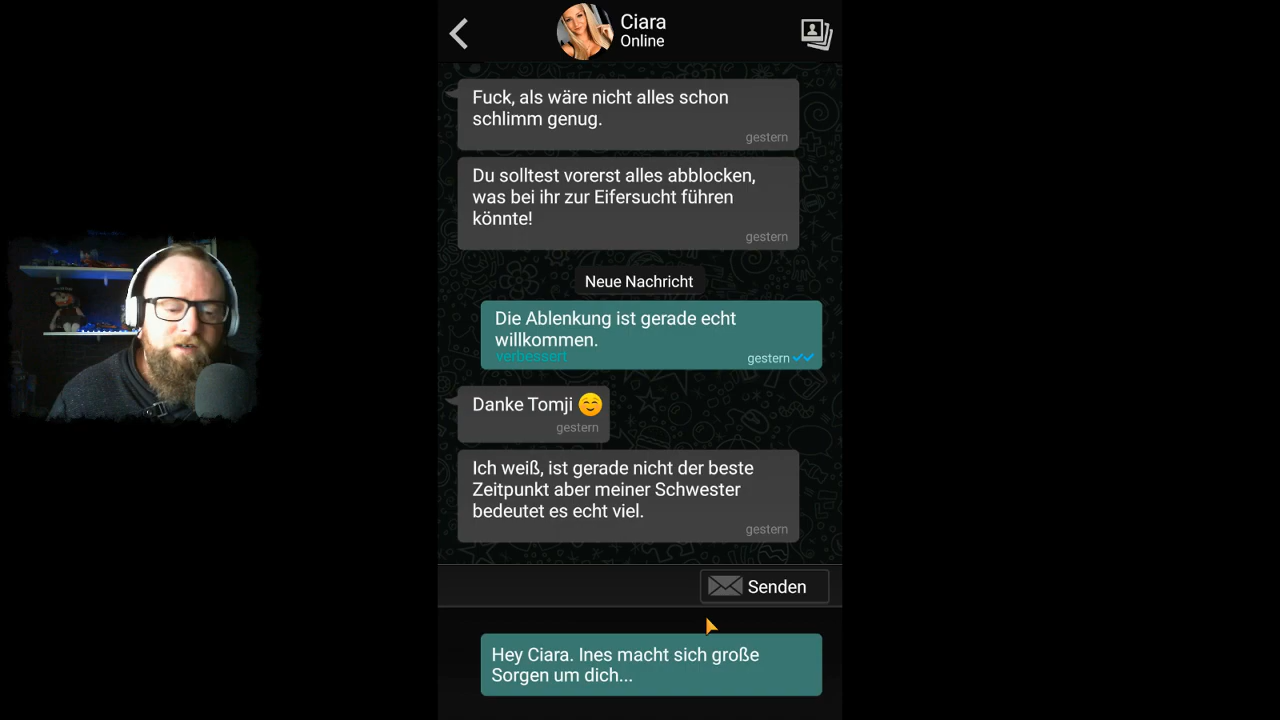 Ciara
Online
Fuck, als wäre nicht alles schon
schlimm genug.
gestern
Du solltest vorerst alles abblocken,
was bei ihr zur Eifersucht führen
könnte!
gestern
Neue Nachricht
Die Ablenkung ist gerade echt
willkommen.
verbessert
gestern
Danke Tomji 😊
gestern
Ich weiß, ist gerade nicht der beste
Zeitpunkt aber meiner Schwester
bedeutet es echt viel.
gestern
Senden
Hey Ciara. Ines macht sich große
Sorgen um dich...